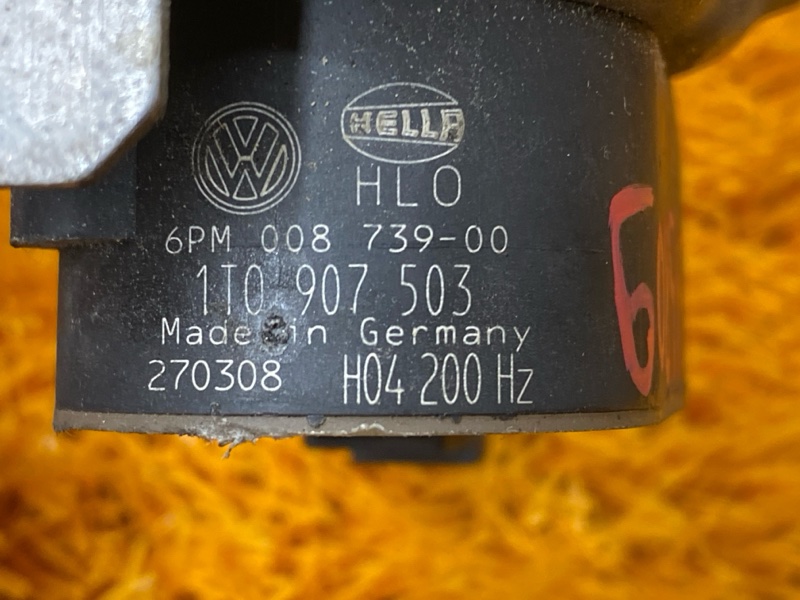 HELLA
HLO
6PM 008 739-00
1T0 907 503
Made in Germany
270308 H04 200 Hz